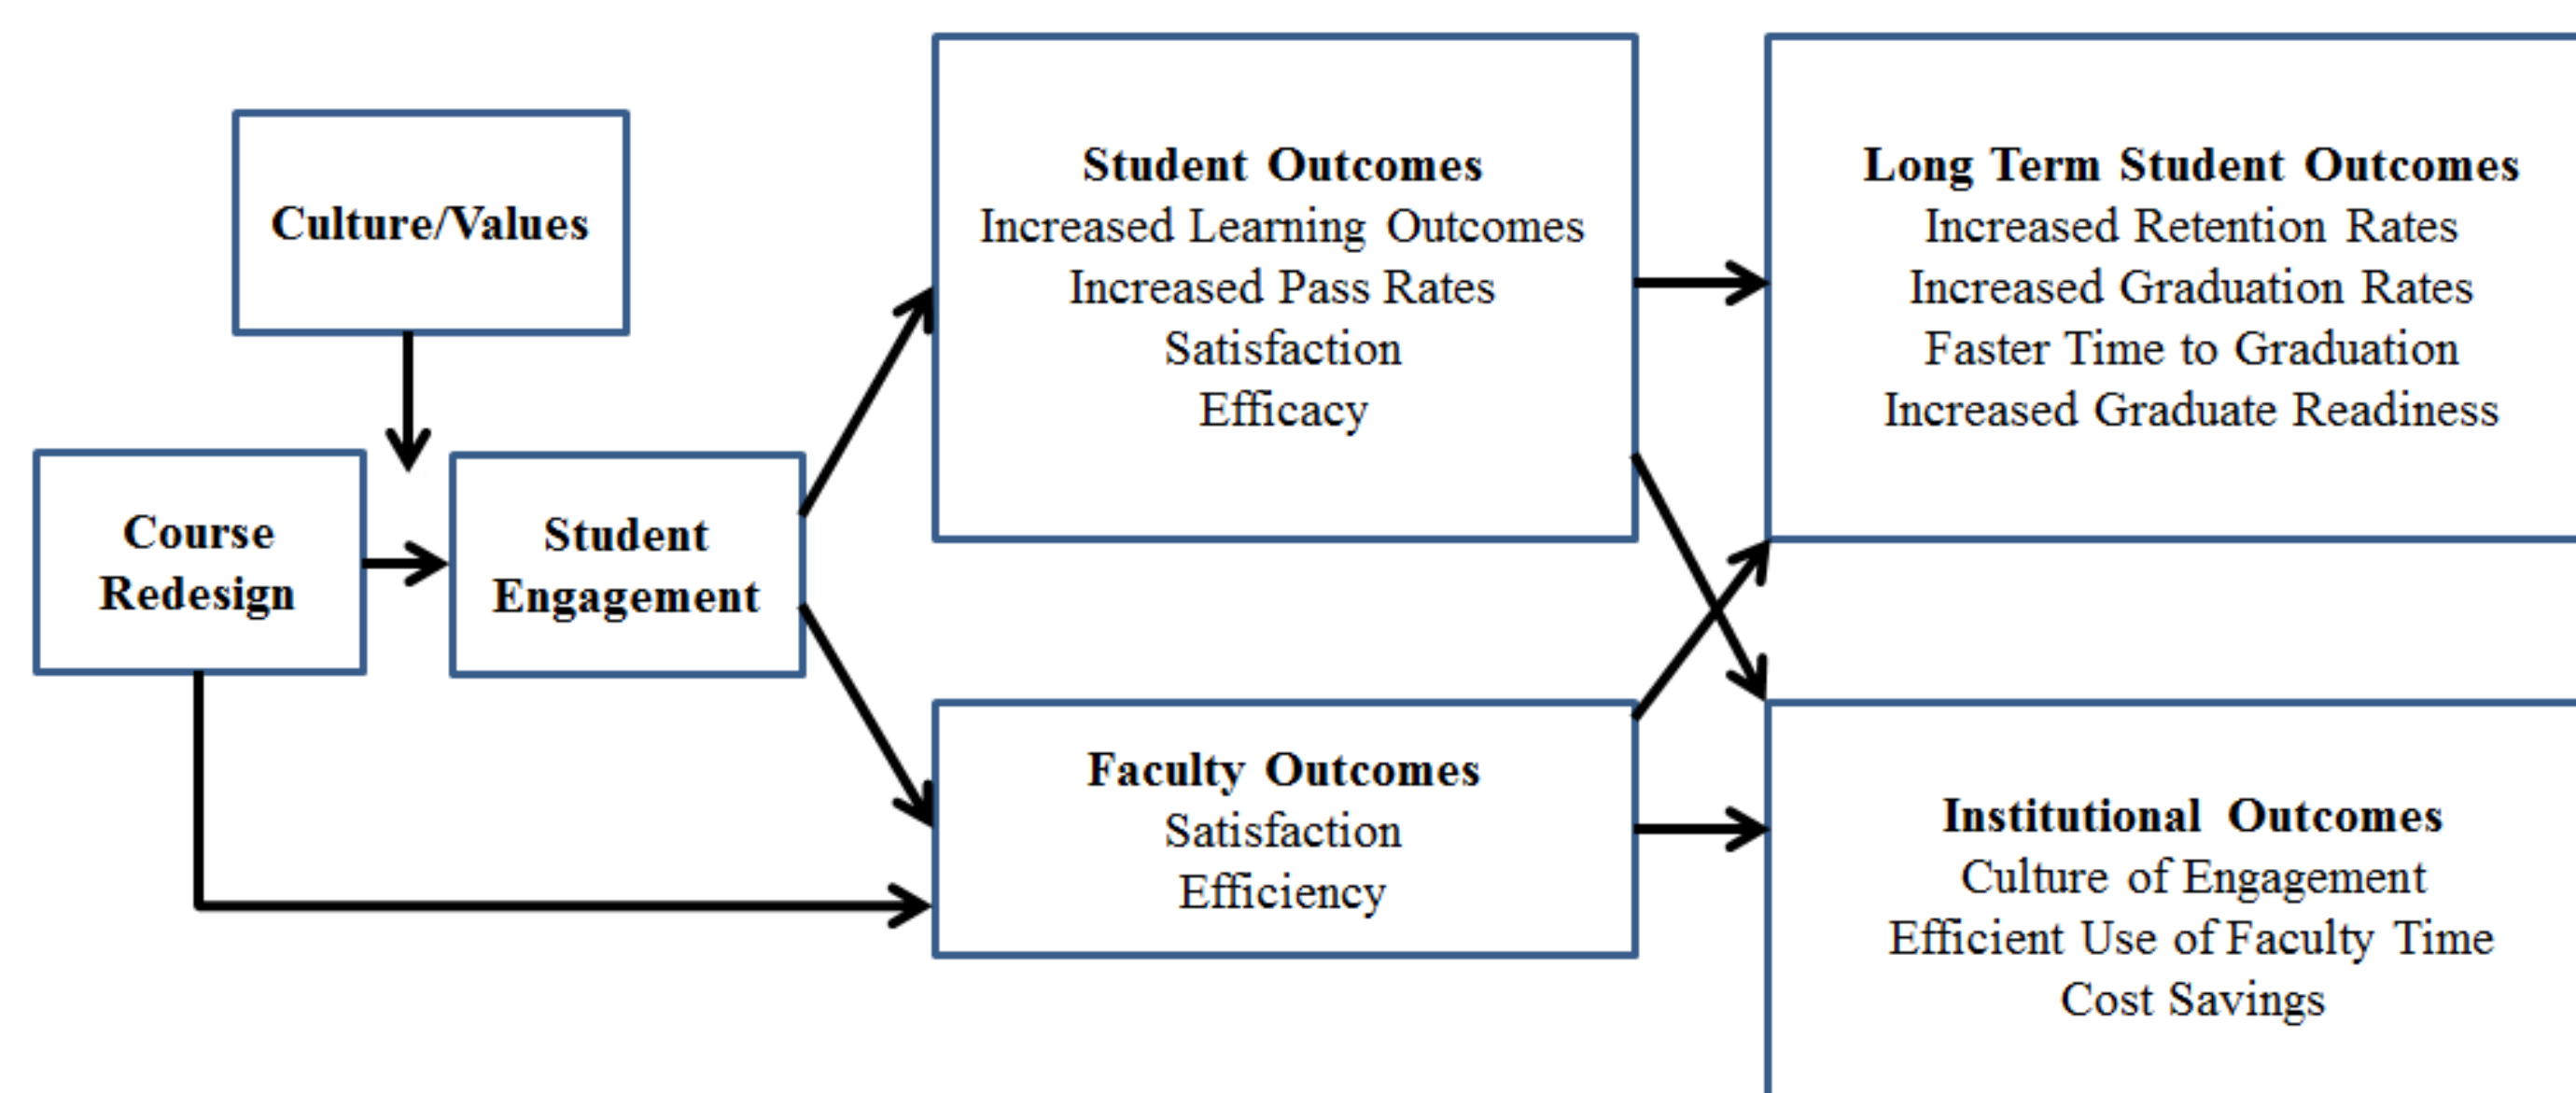 Culture/Values
Course
Redesign
Student
Engagement
Student Outcomes
Increased Learning Outcomes
Increased Pass Rates
Satisfaction
Efficacy
Faculty Outcomes
Satisfaction
Efficiency
Long Term Student Outcomes
Increased Retention Rates
Increased Graduation Rates
Faster Time to Graduation
Increased Graduate Readiness
Institutional Outcomes
Culture of Engagement
Efficient Use of Faculty Time
Cost Savings